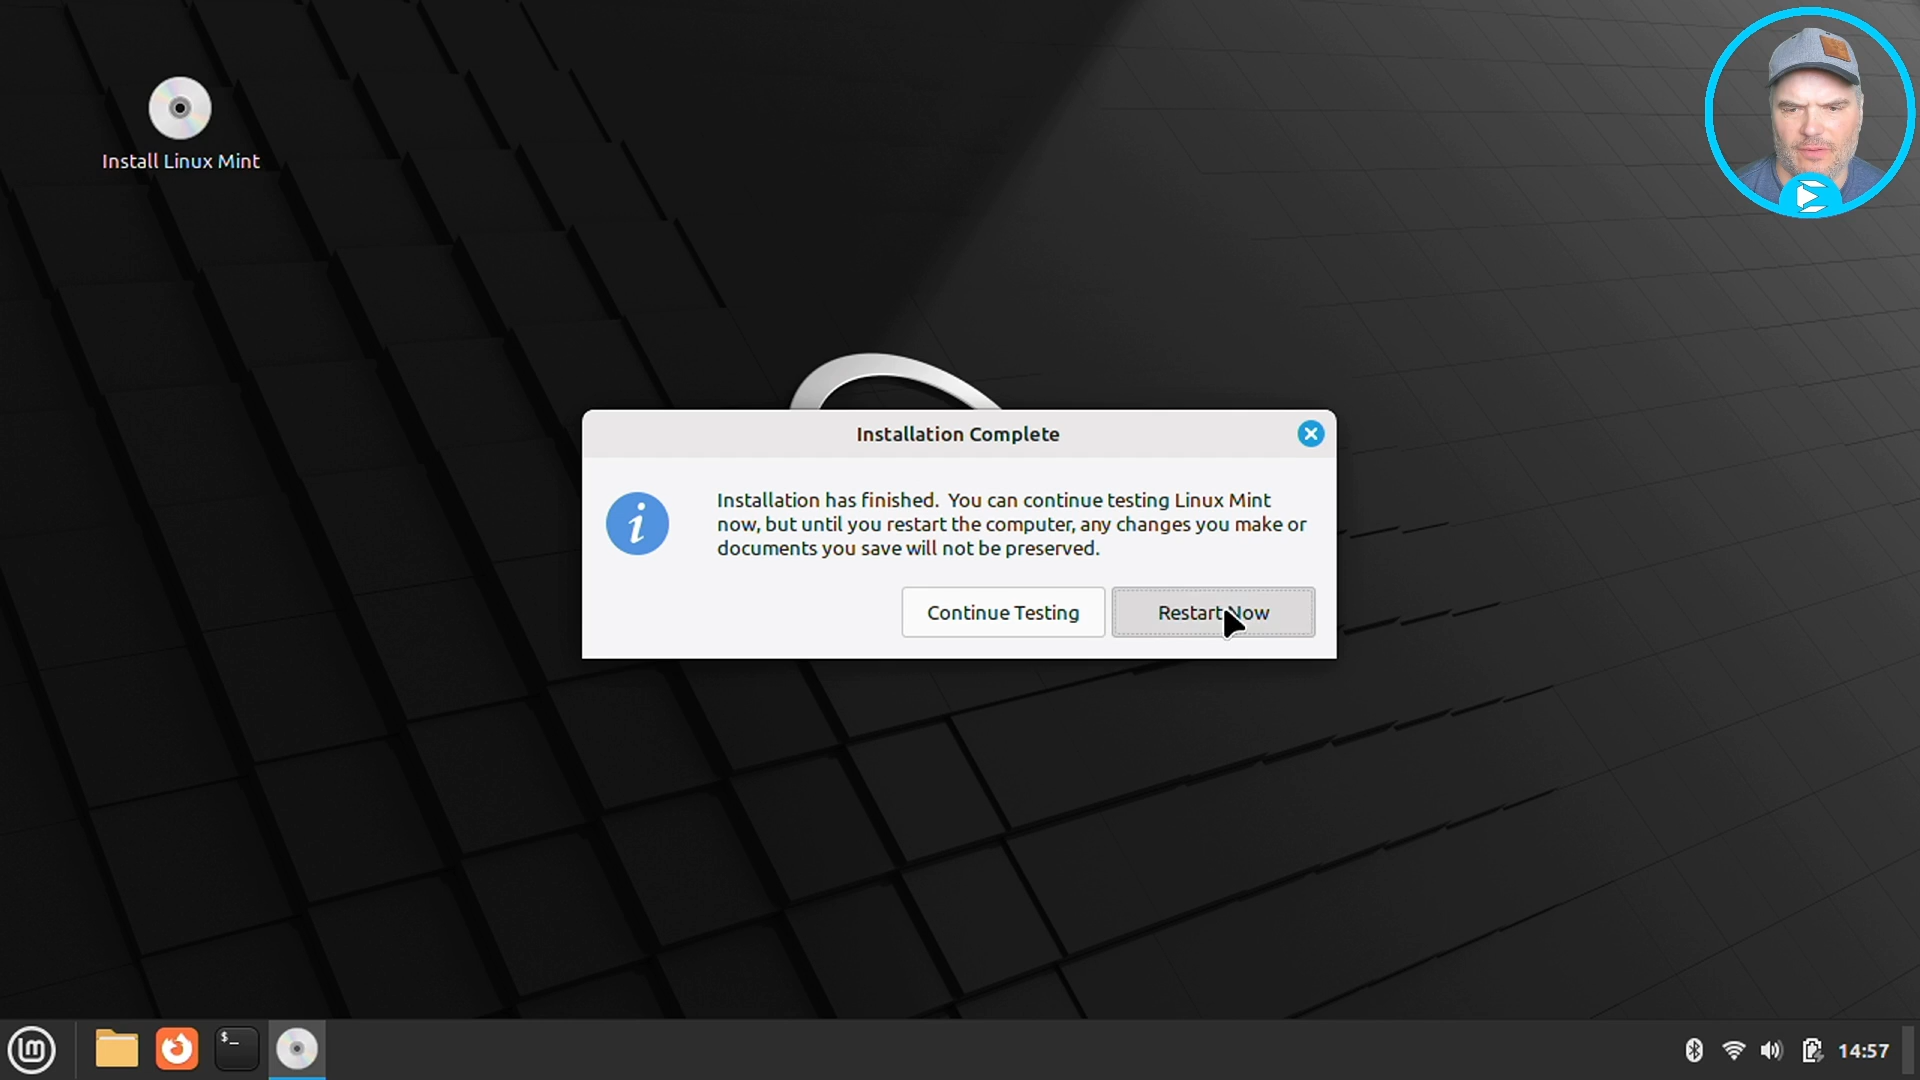 Install Linux Mint
Installation Complete
Installation has finished. You can continue testing Linux Mint
now, but until you restart the computer, any changes you make or
documents you save will not be preserved.
Continue Testing
Restart Now
$_
14:57